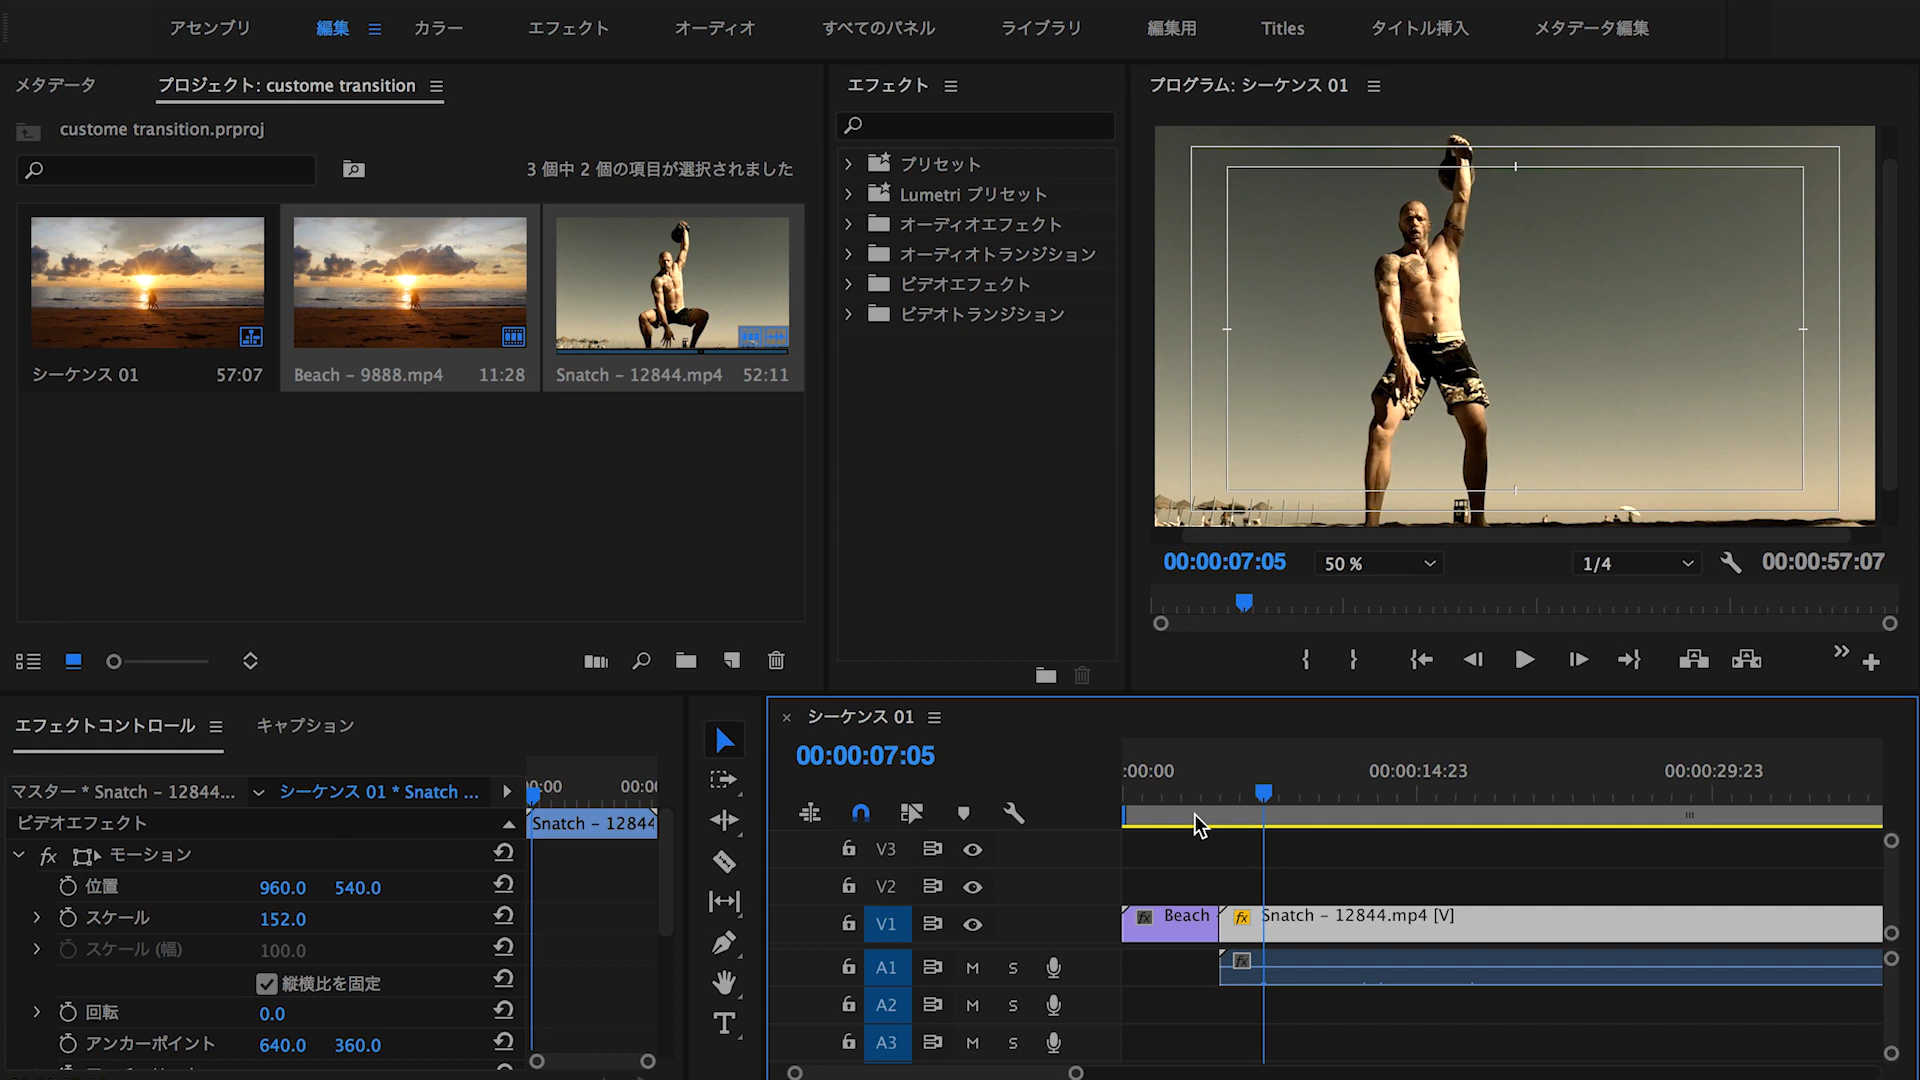 アセンブリ 編集 カラー エフェクト オーディオ すべてのパネル ライブラリ 編集用 Titles タイトル挿入 メタデータ編集
メタデータ プロジェクト: custome transition
custome transition.prproj
3 個中 2 個の項目が選択されました
シーケンス 01 57:07
Beach - 9888.mp4 11:28
Snatch - 12844.mp4 52:11
エフェクト
プリセット
Lumetri プリセット
オーディオエフェクト
オーディオトランジション
ビデオエフェクト
ビデオトランジション
プログラム: シーケンス 01
00:00:07:05 50 % 1/4 00:00:57:07
エフェクトコントロール キャプション
マスター * Snatch - 12844... シーケンス 01 * Snatch ...
:00:00 00:00
ビデオエフェクト
Snatch - 12844
fx モーション
位置 960.0 540.0
スケール 152.0
スケール (幅) 100.0
縦横比を固定
回転 0.0
アンカーポイント 640.0 360.0
T
× シーケンス 01
00:00:07:05
:00:00 00:00:14:23 00:00:29:23
V3
V2
V1
fx Beach
fx Snatch - 12844.mp4 [V]
A1 M S
fx
A2 M S
A3 M S